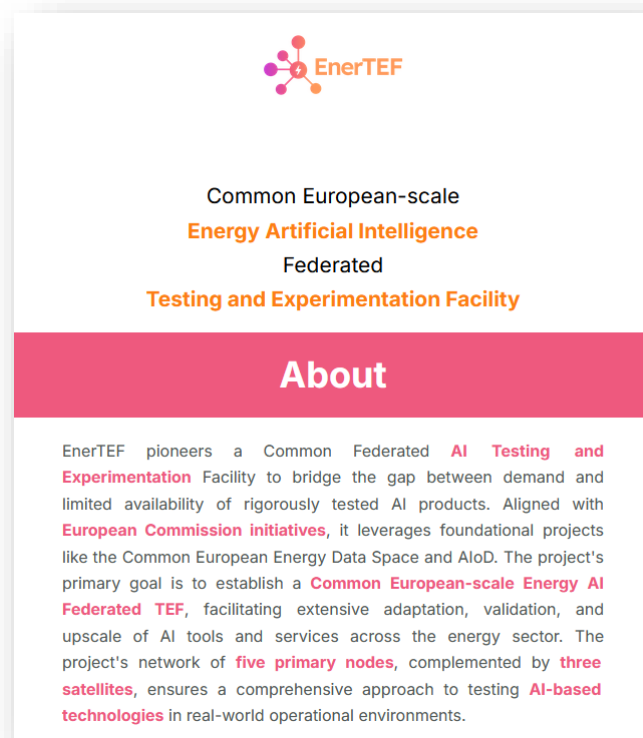 EnerTEF
Common European-scale
Energy Artificial Intelligence
Federated
Testing and Experimentation Facility
About
EnerTEF pioneers a Common Federated AI Testing and
Experimentation Facility to bridge the gap between demand and
limited availability of rigorously tested AI products. Aligned with
European Commission initiatives, it leverages foundational projects
like the Common European Energy Data Space and AIoD. The project's
primary goal is to establish a Common European-scale Energy AI
Federated TEF, facilitating extensive adaptation, validation, and
upscale of AI tools and services across the energy sector. The
project's network of five primary nodes, complemented by three
satellites, ensures a comprehensive approach to testing AI-based
technologies in real-world operational environments.